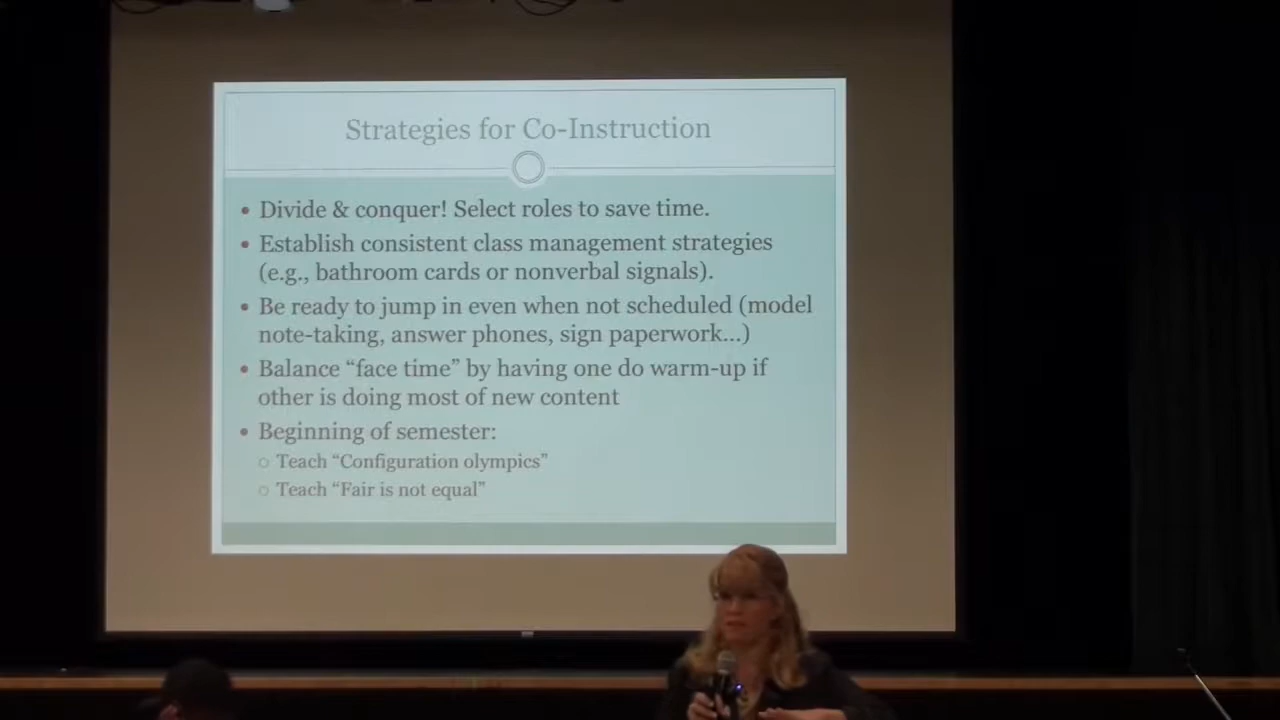 Strategies for Co-Instruction
• Divide & conquer! Select roles to save time.
• Establish consistent class management strategies
(e.g., bathroom cards or nonverbal signals).
• Be ready to jump in even when not scheduled (model
note-taking, answer phones, sign paperwork...)
• Balance “face time” by having one do warm-up if
other is doing most of new content
• Beginning of semester:
○ Teach “Configuration olympics”
○ Teach “Fair is not equal”